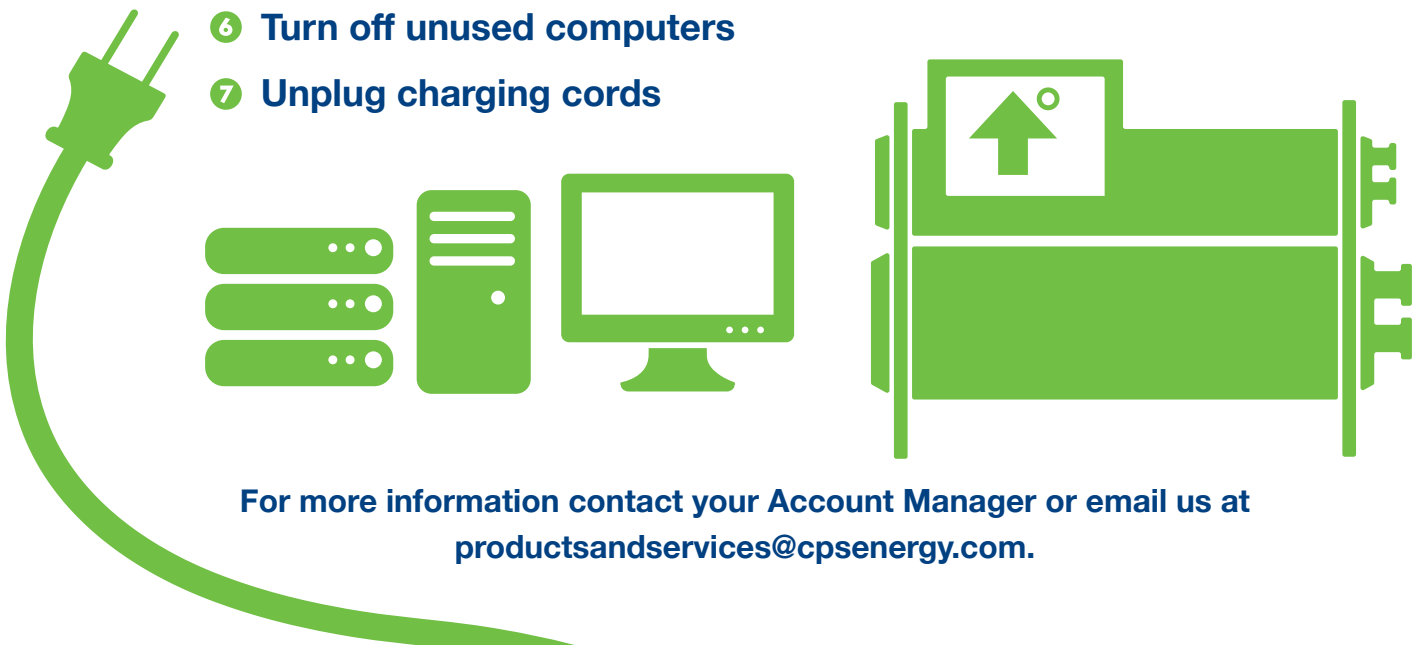 6 Turn off unused computers
7 Unplug charging cords
For more information contact your Account Manager or email us at
productsandservices@cpsenergy.com.